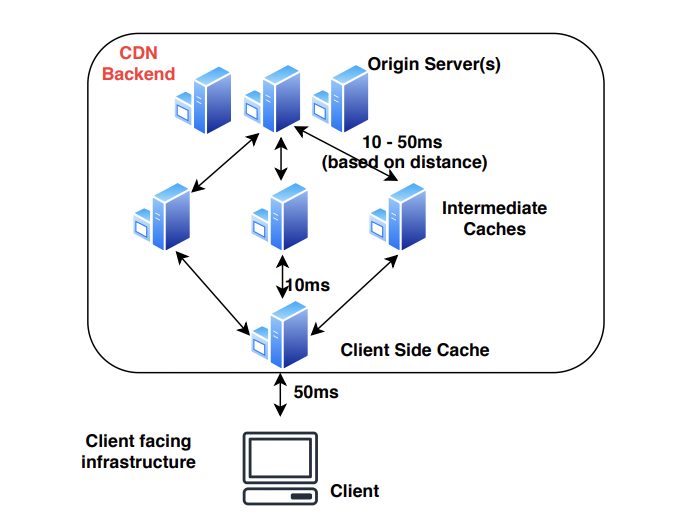 CDN
Backend
Origin Server(s)
10 - 50ms
(based on distance)
Intermediate
Caches
10ms
Client Side Cache
50ms
Client facing
infrastructure
Client